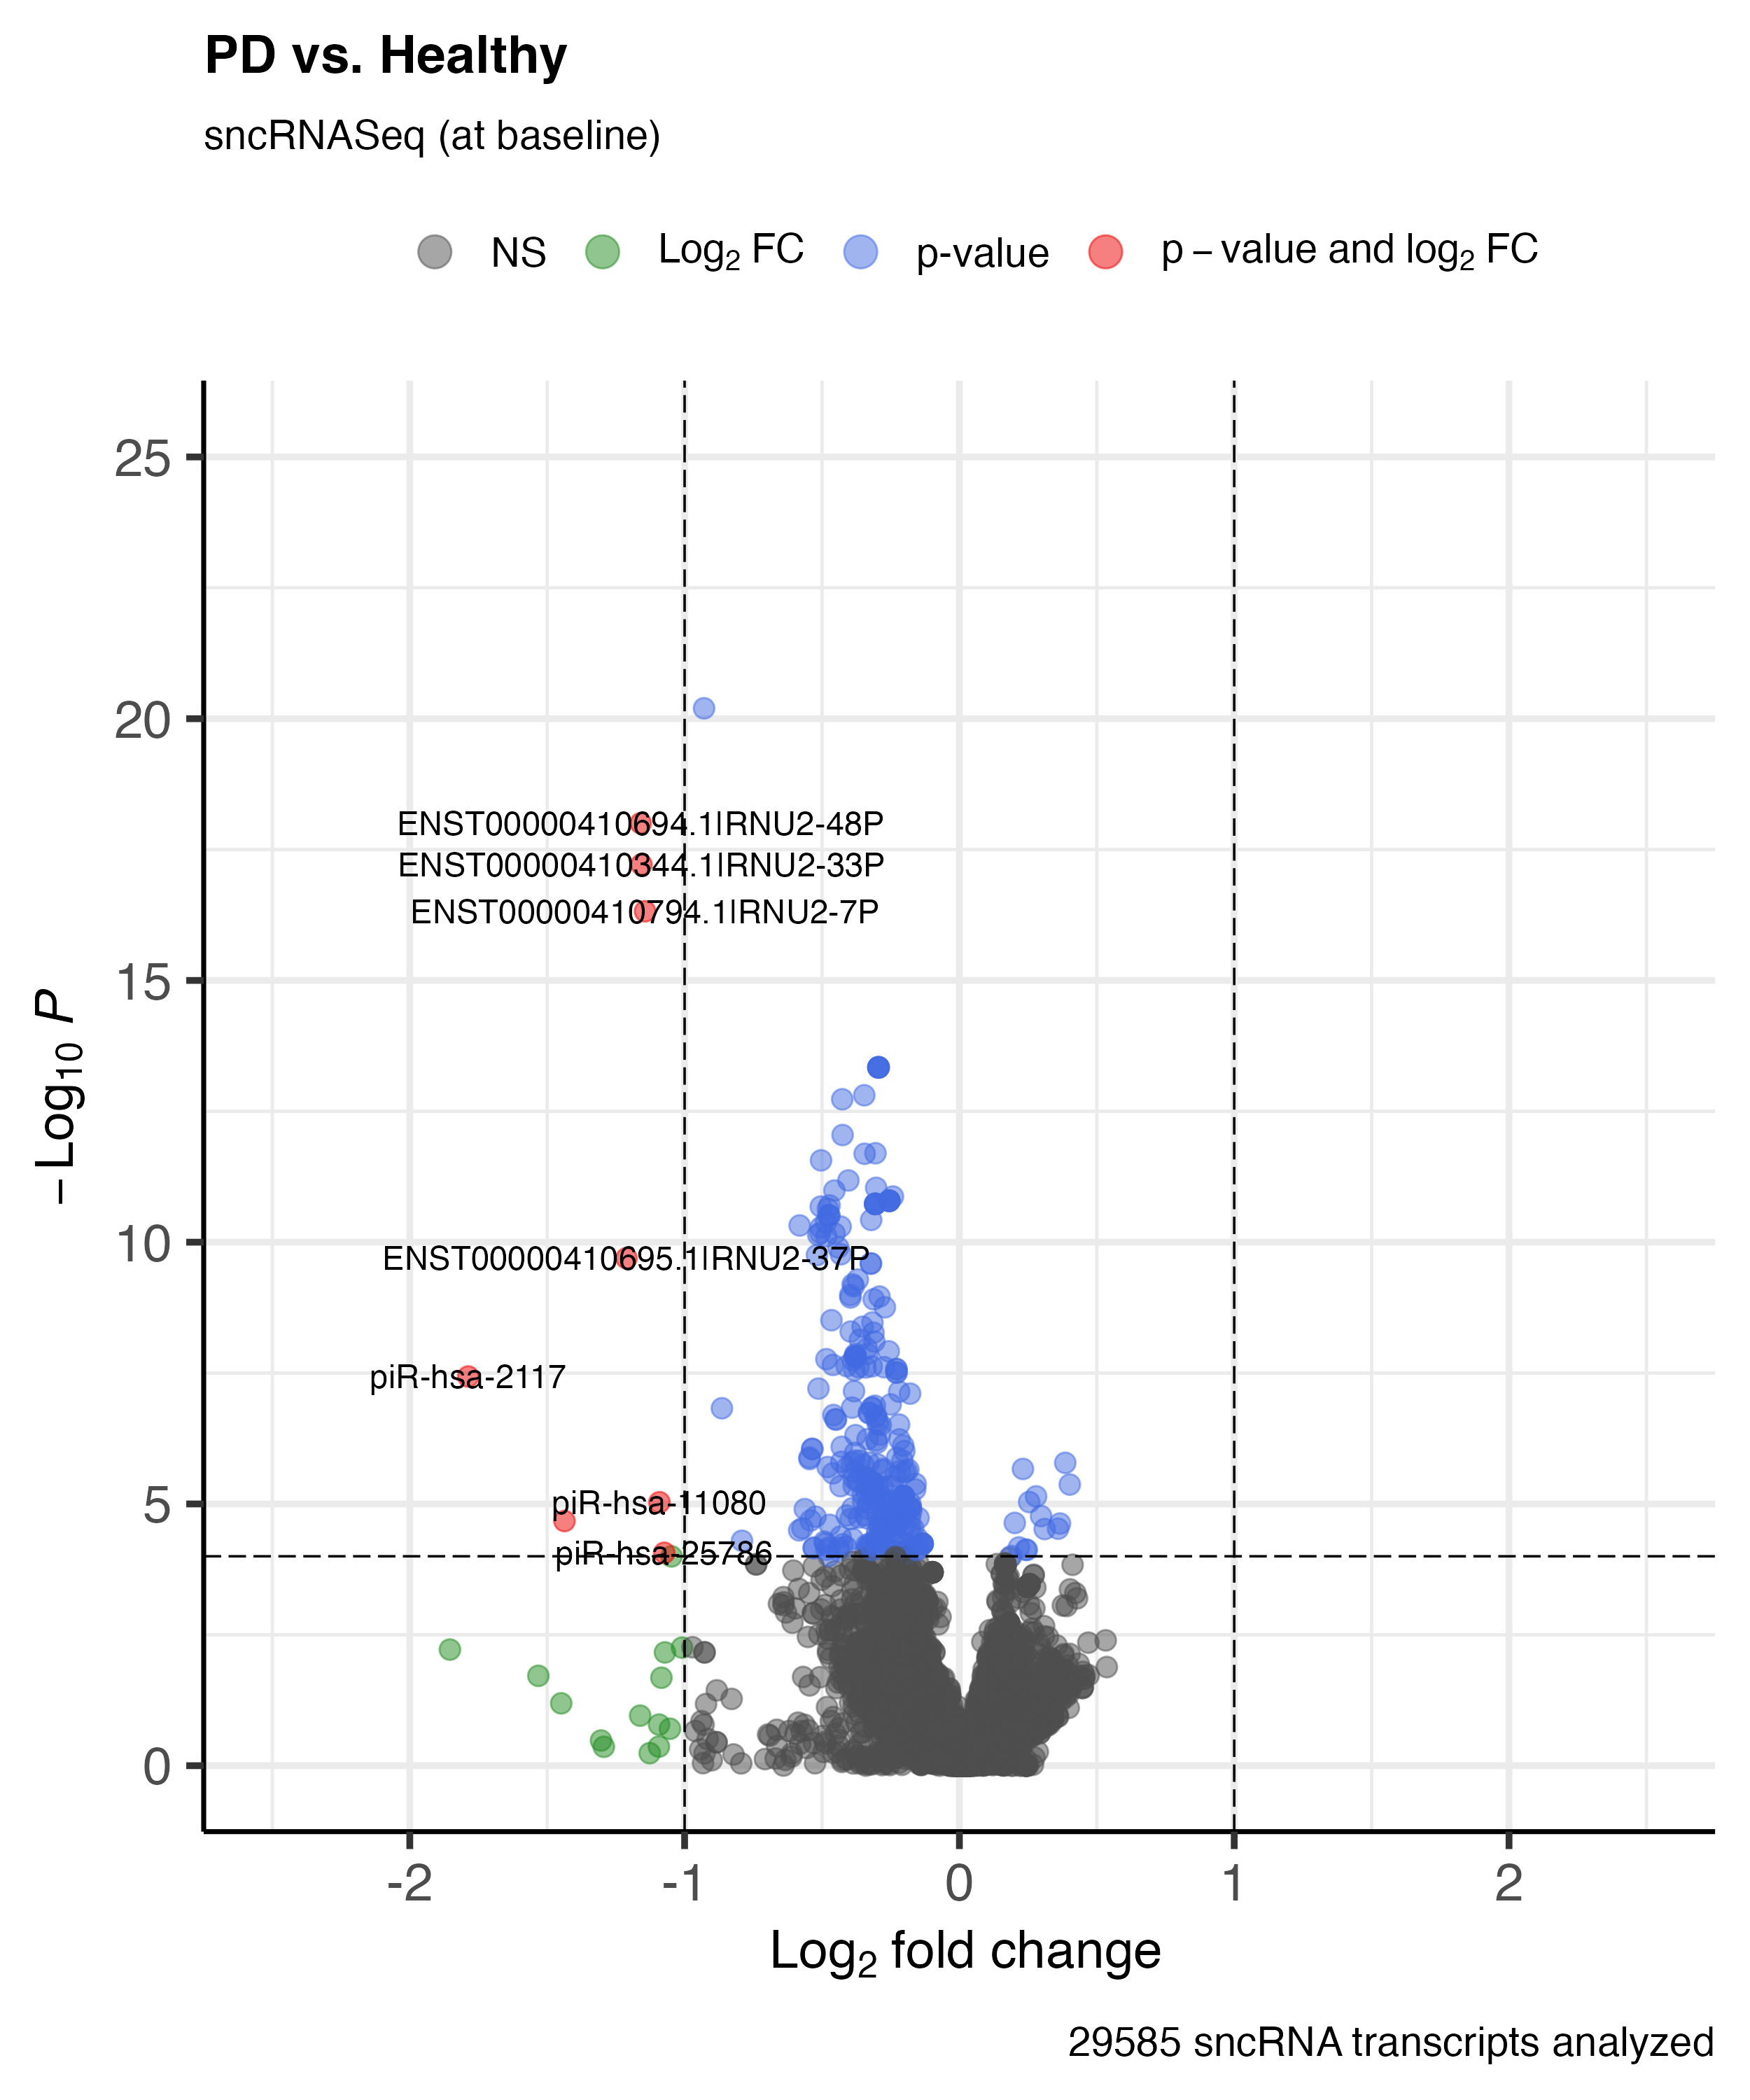 PD vs. Healthy
sncRNASeq (at baseline)
NS Log2 FC p-value p – value and log2 FC
25
20
15
10
5
0
– Log10 P
ENST00000410694.1|RNU2-48P
ENST00000410344.1|RNU2-33P
ENST00000410794.1|RNU2-7P
ENST00000410695.1|RNU2-37P
piR-hsa-2117
piR-hsa-11080
piR-hsa-25786
-2 -1 0 1 2
Log2 fold change
29585 sncRNA transcripts analyzed